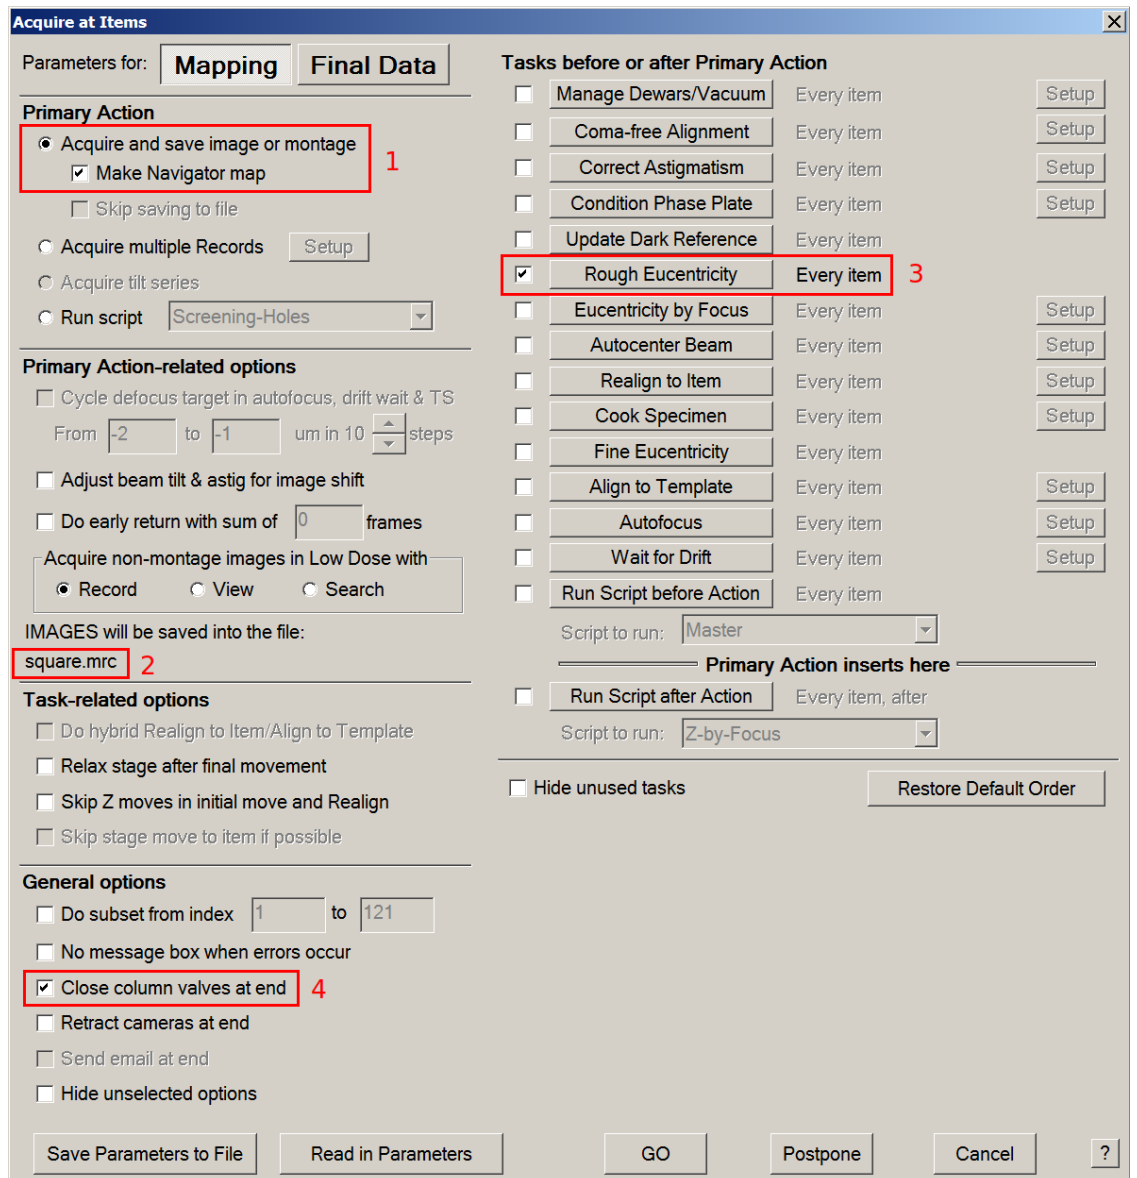 Acquire at Items
Parameters for: Mapping Final Data
Primary Action
Acquire and save image or montage 1
Make Navigator map
Skip saving to file
Acquire multiple Records Setup
Acquire tilt series
Run script Screening-Holes
Primary Action-related options
Cycle defocus target in autofocus, drift wait & TS
From -2 to -1 um in 10 steps
Adjust beam tilt & astig for image shift
Do early return with sum of 0 frames
Acquire non-montage images in Low Dose with
Record View Search
IMAGES will be saved into the file:
square.mrc 2
Task-related options
Do hybrid Realign to Item/Align to Template
Relax stage after final movement
Skip Z moves in initial move and Realign
Skip stage move to item if possible
General options
Do subset from index 1 to 121
No message box when errors occur
Close column valves at end 4
Retract cameras at end
Send email at end
Hide unselected options
Tasks before or after Primary Action
Manage Dewars/Vacuum Every item Setup
Coma-free Alignment Every item Setup
Correct Astigmatism Every item Setup
Condition Phase Plate Every item Setup
Update Dark Reference Every item
Rough Eucentricity Every item 3
Eucentricity by Focus Every item Setup
Autocenter Beam Every item Setup
Realign to Item Every item Setup
Cook Specimen Every item Setup
Fine Eucentricity Every item
Align to Template Every item Setup
Autofocus Every item Setup
Wait for Drift Every item Setup
Run Script before Action Every item
Script to run: Master
Primary Action inserts here
Run Script after Action Every item, after
Script to run: Z-by-Focus
Hide unused tasks Restore Default Order
Save Parameters to File Read in Parameters GO Postpone Cancel ?